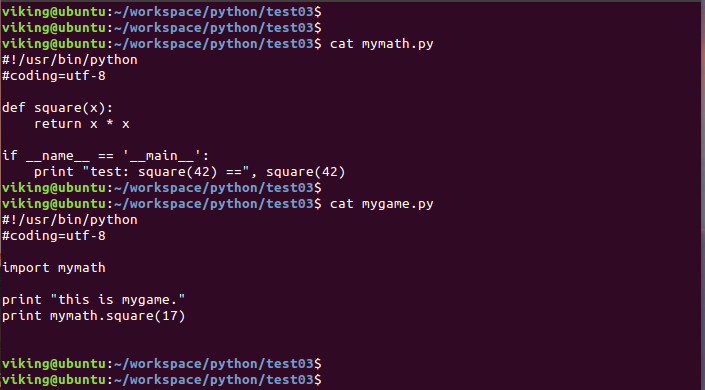 viking@ubuntu:~/workspace/python/test03$
viking@ubuntu:~/workspace/python/test03$
viking@ubuntu:~/workspace/python/test03$ cat mymath.py
#!/usr/bin/python
#coding=utf-8

def square(x):
    return x * x

if __name__ == '__main__':
    print "test: square(42) ==", square(42)
viking@ubuntu:~/workspace/python/test03$
viking@ubuntu:~/workspace/python/test03$ cat mygame.py
#!/usr/bin/python
#coding=utf-8

import mymath

print "this is mygame."
print mymath.square(17)


viking@ubuntu:~/workspace/python/test03$
viking@ubuntu:~/workspace/python/test03$